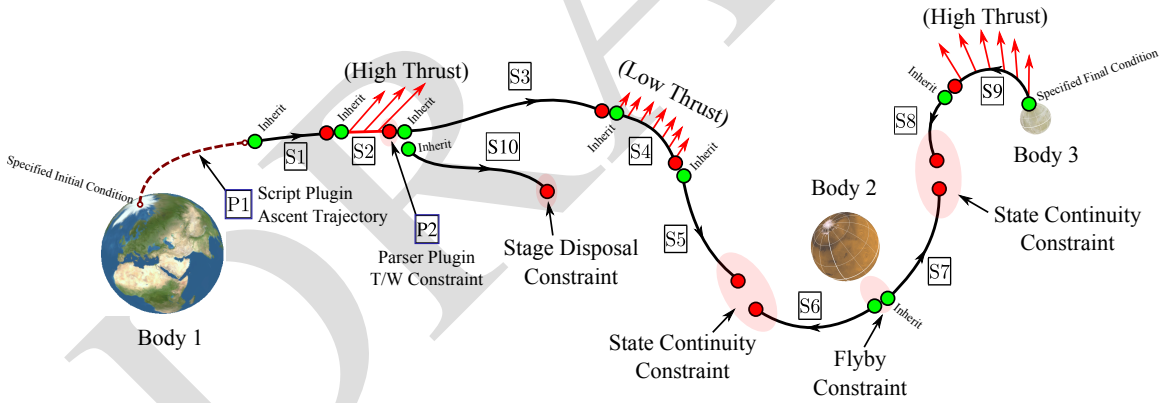 (High Thrust)
S3
(High Thrust)
Inherit
Specified Final Condition
S9
(Low Thrust)
Inherit
Inherit
Inherit
S1
S2
Inherit
S4
Inherit
S8
Body 3
Specified Initial Condition
P1
Script Plugin
Ascent Trajectory
Inherit
S10
P2
Parser Plugin
T/W Constraint
Stage Disposal
Constraint
S5
Body 2
State Continuity
Constraint
S7
S6
Inherit
Body 1
State Continuity
Constraint
Flyby
Constraint
DRA